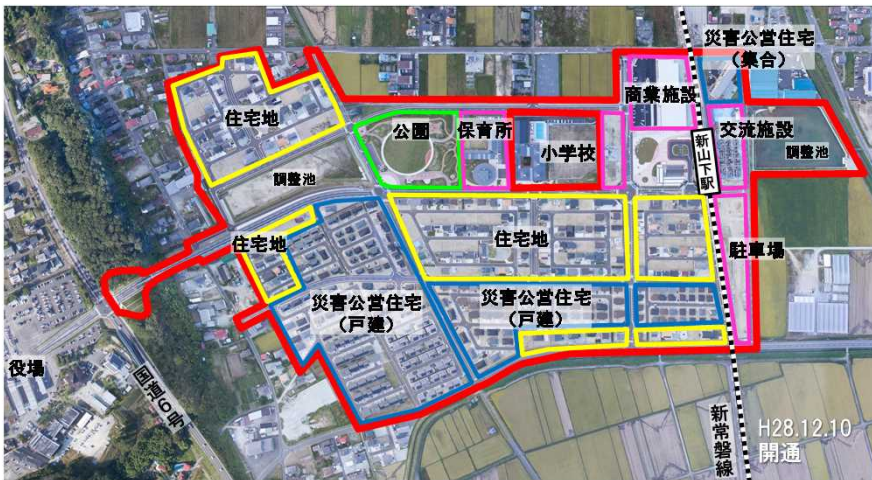 災害公営住宅
（集合）
商業施設
住宅地
公園
保育所
小学校
交流施設
調整池
新山下駅
調整池
住宅地
住宅地
駐車場
災害公営住宅
（戸建）
災害公営住宅
（戸建）
役場
国道６号
新常磐線
H28.12.10
開通